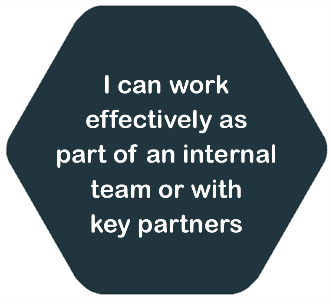 I can work
effectively as
part of an internal
team or with
key partners